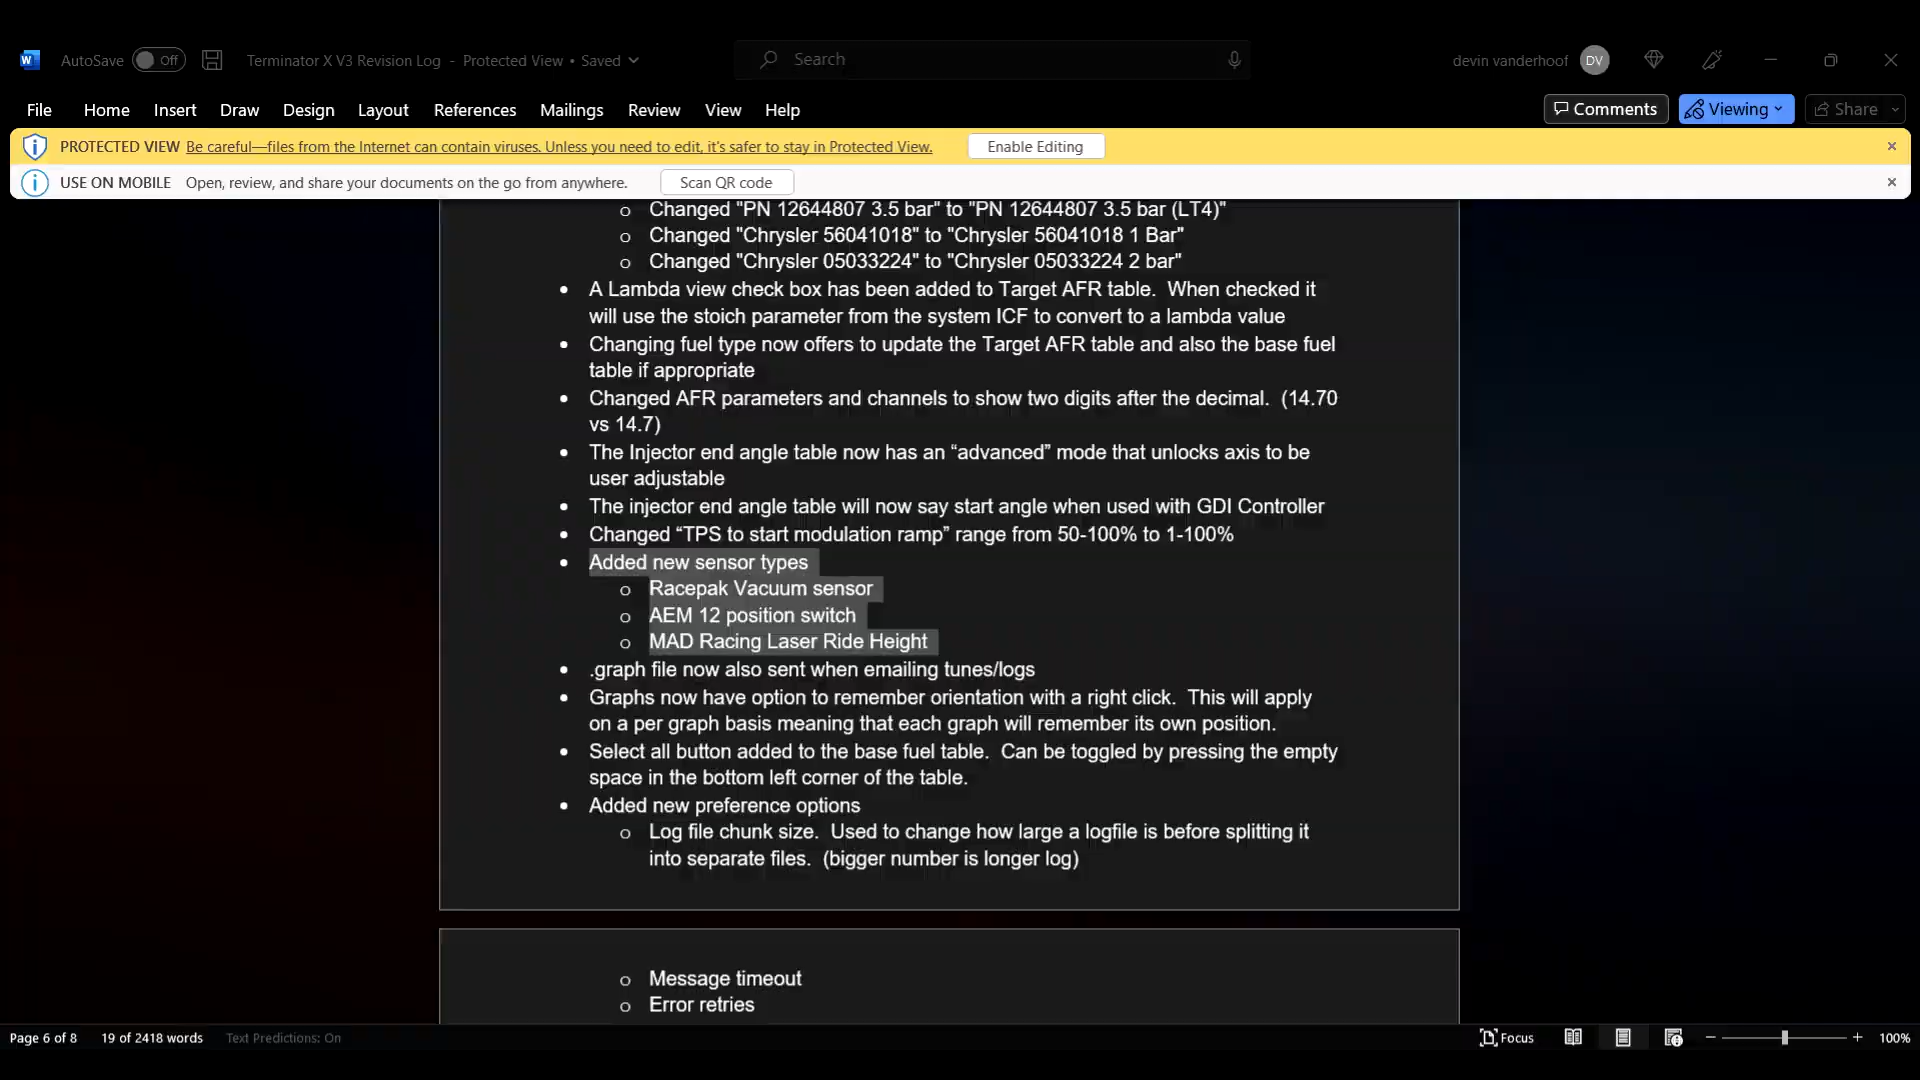 AutoSave Off Terminator X V3 Revision Log - Protected View • Saved Search devin vanderhoof DV
File Home Insert Draw Design Layout References Mailings Review View Help Comments Viewing Share
PROTECTED VIEW Be careful—files from the Internet can contain viruses. Unless you need to edit, it's safer to stay in Protected View. Enable Editing
USE ON MOBILE Open, review, and share your documents on the go from anywhere. Scan QR code
o Changed "PN 12644807 3.5 bar" to "PN 12644807 3.5 bar (LT4)"
o Changed "Chrysler 56041018" to "Chrysler 56041018 1 Bar"
o Changed "Chrysler 05033224" to "Chrysler 05033224 2 bar"
• A Lambda view check box has been added to Target AFR table. When checked it
will use the stoich parameter from the system ICF to convert to a lambda value
• Changing fuel type now offers to update the Target AFR table and also the base fuel
table if appropriate
• Changed AFR parameters and channels to show two digits after the decimal. (14.70
vs 14.7)
• The Injector end angle table now has an “advanced” mode that unlocks axis to be
user adjustable
• The injector end angle table will now say start angle when used with GDI Controller
• Changed “TPS to start modulation ramp” range from 50-100% to 1-100%
• Added new sensor types
o Racepak Vacuum sensor
o AEM 12 position switch
o MAD Racing Laser Ride Height
• .graph file now also sent when emailing tunes/logs
• Graphs now have option to remember orientation with a right click. This will apply
on a per graph basis meaning that each graph will remember its own position.
• Select all button added to the base fuel table. Can be toggled by pressing the empty
space in the bottom left corner of the table.
• Added new preference options
o Log file chunk size. Used to change how large a logfile is before splitting it
into separate files. (bigger number is longer log)
o Message timeout
o Error retries
Page 6 of 8 19 of 2418 words Text Predictions: On Focus 100%